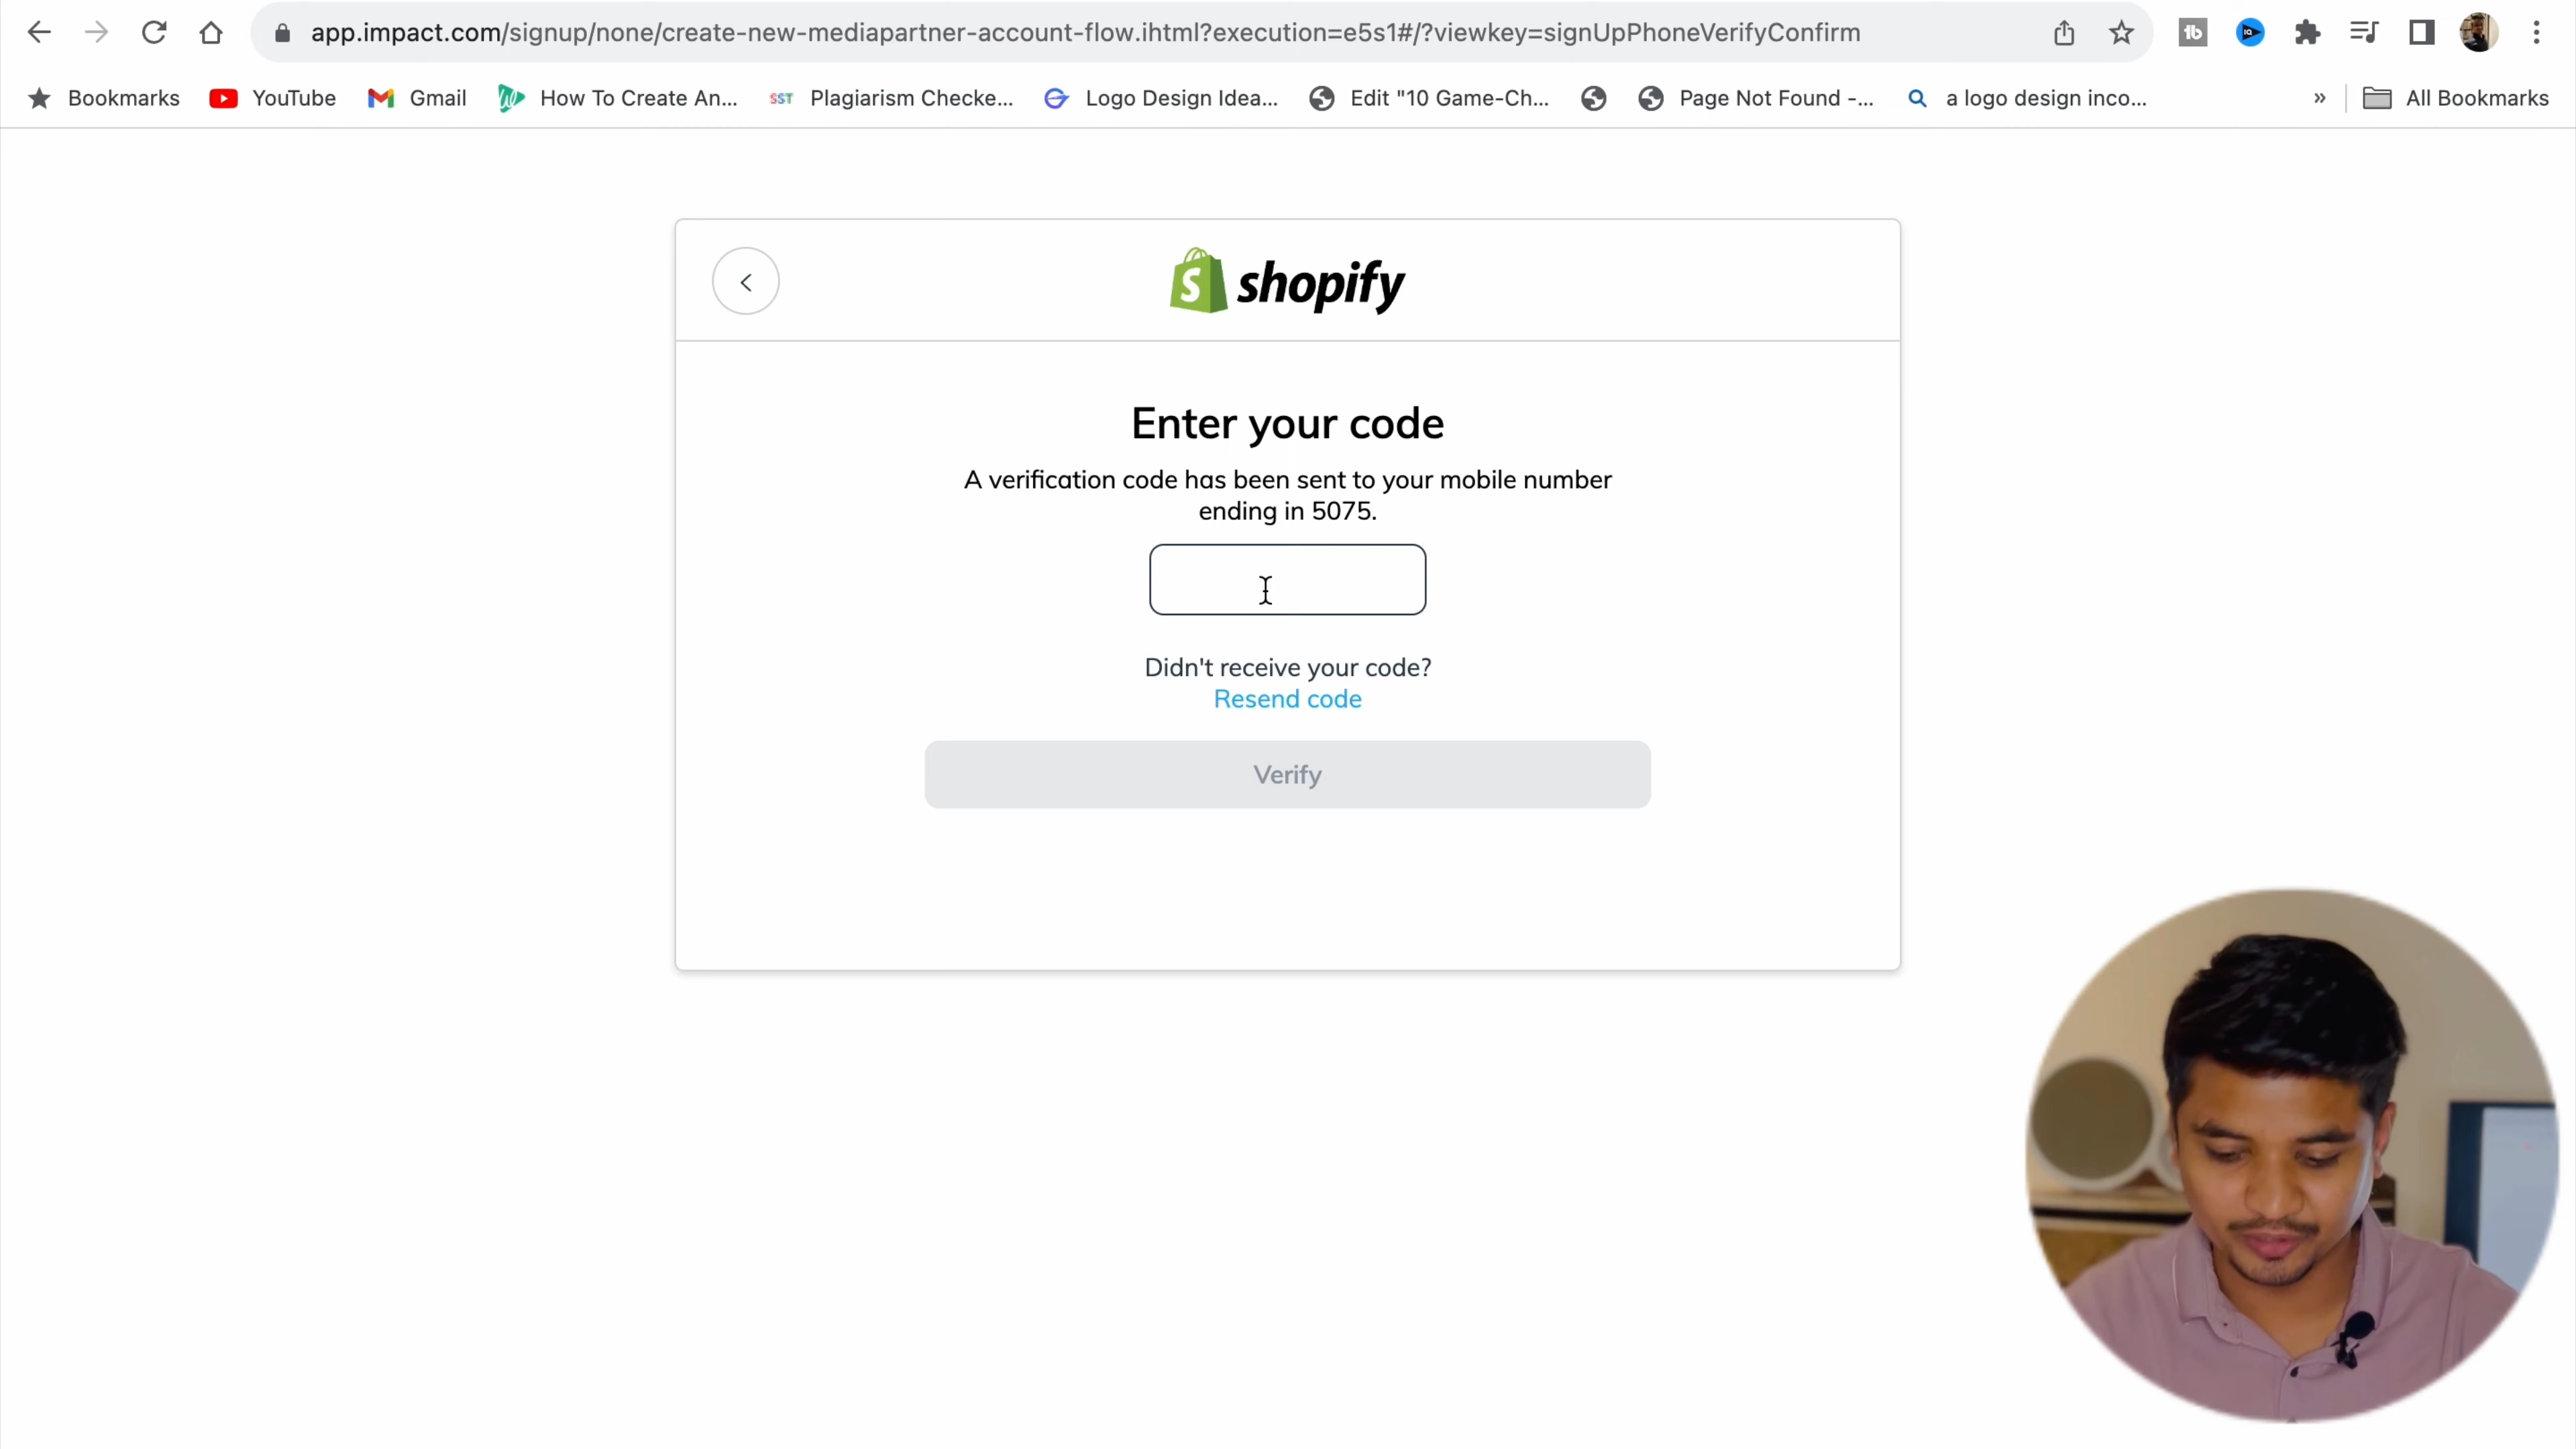 app.impact.com/signup/none/create-new-mediapartner-account-flow.ihtml?execution=e5s1#/?viewkey=signUpPhoneVerifyConfirm
Bookmarks YouTube Gmail How To Create An... SST Plagiarism Checke... Logo Design Idea... Edit "10 Game-Ch... Page Not Found -... a logo design inco... » All Bookmarks
shopify
Enter your code
A verification code has been sent to your mobile number
ending in 5075.
Didn't receive your code?
Resend code
Verify